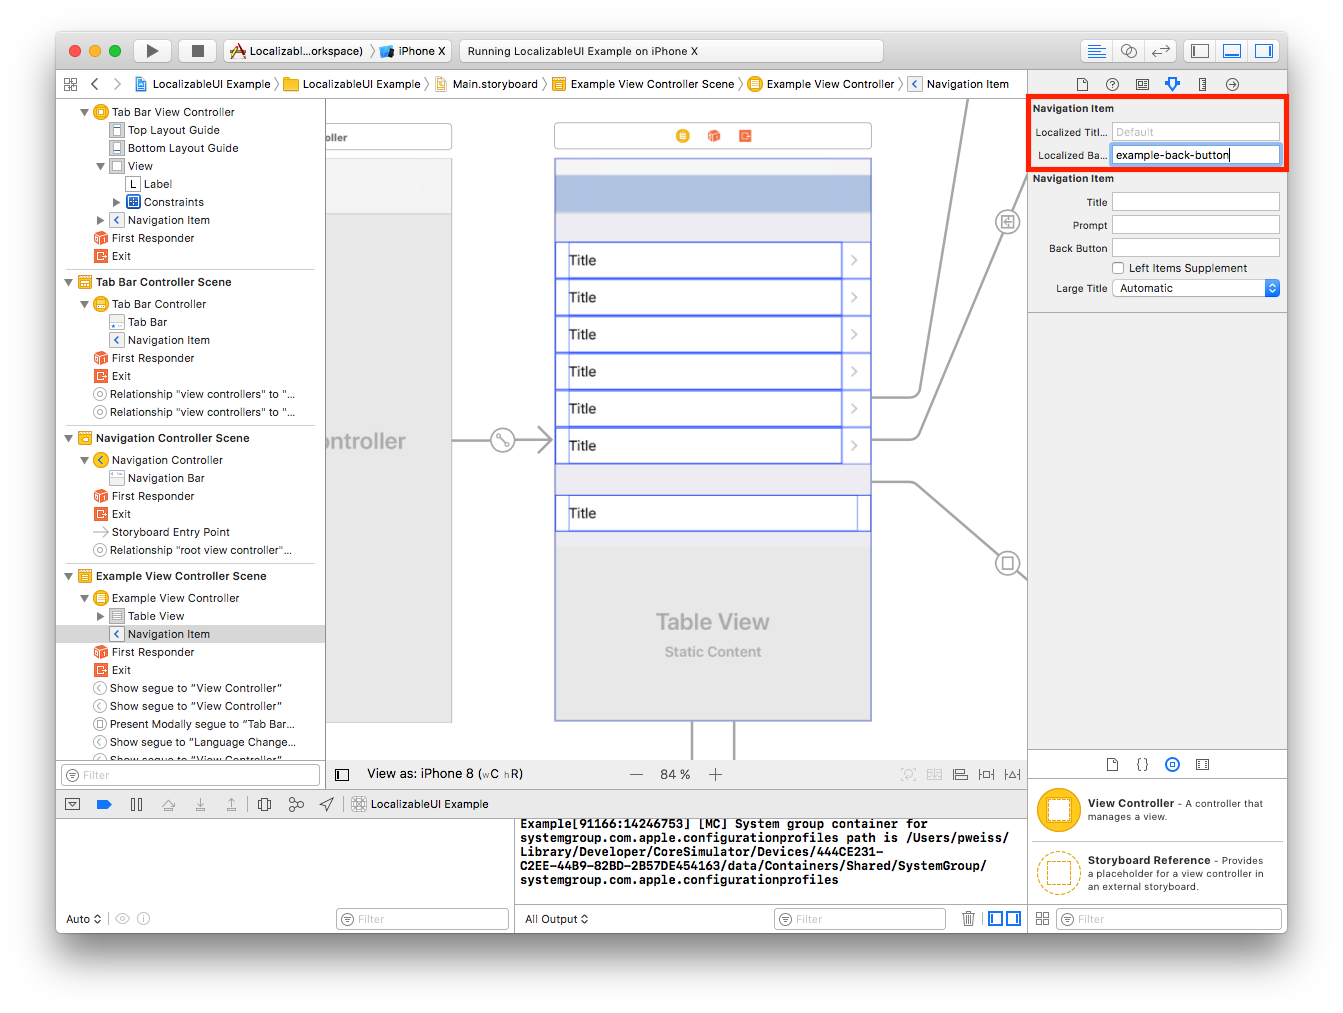 Localizabl...orkspace) iPhone X
Running LocalizableUI Example on iPhone X
LocalizableUI Example LocalizableUI Example Main.storyboard Example View Controller Scene Example View Controller Navigation Item
Tab Bar View Controller
Top Layout Guide
Bottom Layout Guide
View
L Label
Constraints
Navigation Item
First Responder
Exit
Tab Bar Controller Scene
Tab Bar Controller
Tab Bar
Navigation Item
First Responder
Exit
Relationship "view controllers" to "...
Relationship "view controllers" to "...
Navigation Controller Scene
Navigation Controller
Navigation Bar
First Responder
Exit
Storyboard Entry Point
Relationship "root view controller"...
Example View Controller Scene
Example View Controller
Table View
Navigation Item
First Responder
Exit
Show segue to "View Controller"
Show segue to "View Controller"
Present Modally segue to "Tab Bar...
Show segue to "Language Change...
Show segue to "View Controller"
Filter
oller
ontroller
Title
Title
Title
Title
Title
Title
Title
Table View
Static Content
View as: iPhone 8 (wC hR)
84 %
Navigation Item
Localized Titl... Default
Localized Ba... example-back-button
Navigation Item
Title
Prompt
Back Button
Left Items Supplement
Large Title Automatic
{ }
View Controller - A controller that
manages a view.
Storyboard Reference - Provides
a placeholder for a view controller in
an external storyboard.
Filter
LocalizableUI Example
Example[91166:14246753] [MC] System group container for
systemgroup.com.apple.configurationprofiles path is /Users/pweiss/
Library/Developer/CoreSimulator/Devices/444CE231-
C2EE-44B9-82BD-2B57DE454163/data/Containers/Shared/SystemGroup/
systemgroup.com.apple.configurationprofiles
Auto
Filter
All Output
Filter